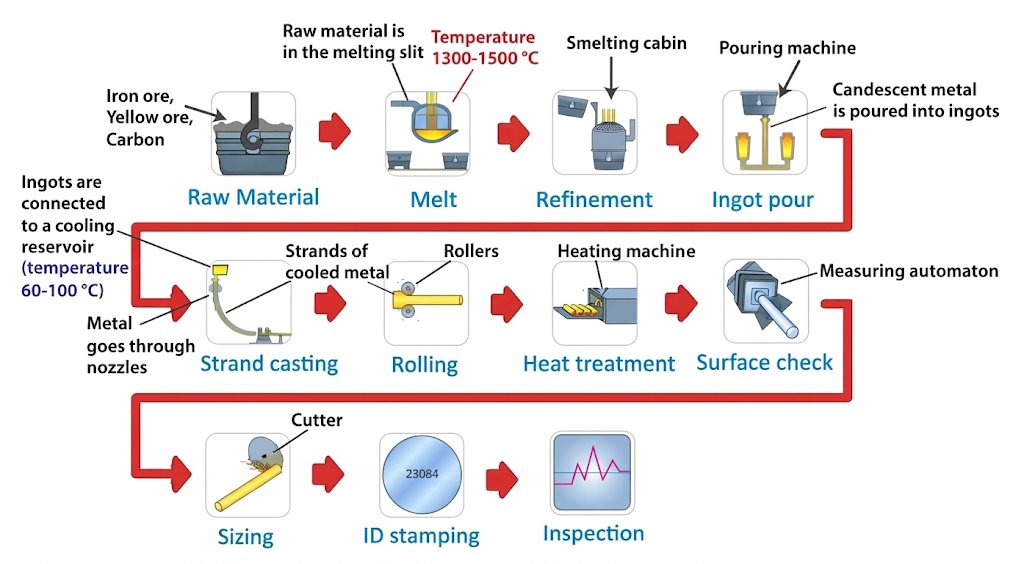 Raw material is
in the melting slit
Temperature
1300-1500 °C
Smelting cabin
Pouring machine
Iron ore,
Yellow ore,
Carbon
Candescent metal
is poured into ingots
Raw Material
Melt
Refinement
Ingot pour
Ingots are
connected
to a cooling
reservoir
(temperature
60-100 °C)
Strands of
cooled metal
Rollers
Heating machine
Measuring automaton
Metal
goes through
nozzles
Strand casting
Rolling
Heat treatment
Surface check
Cutter
23084
Sizing
ID stamping
Inspection